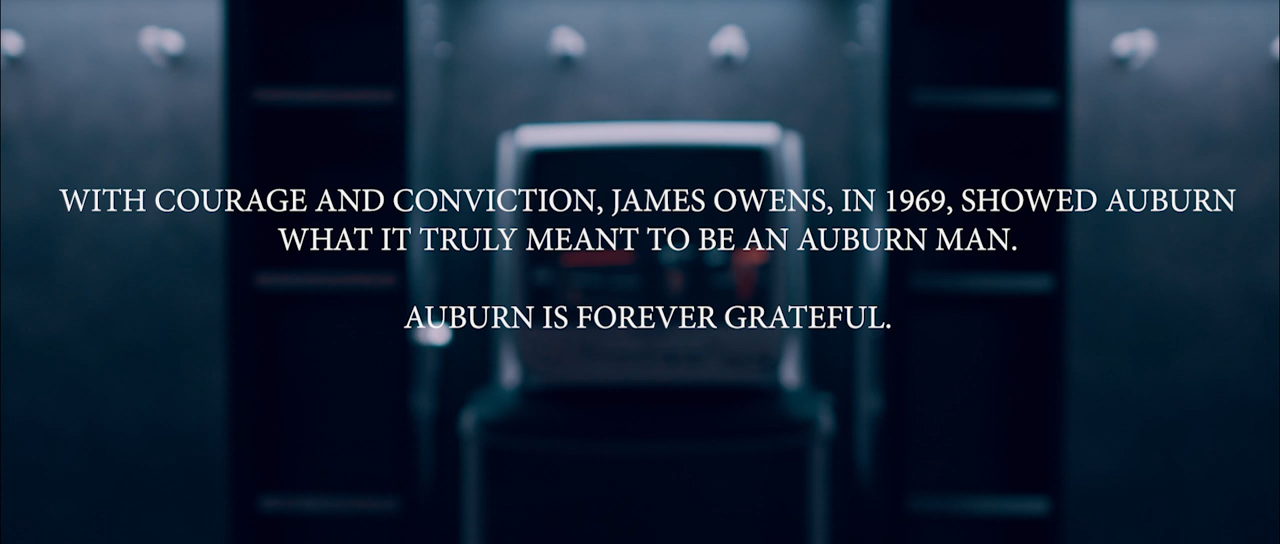 WITH COURAGE AND CONVICTION, JAMES OWENS, IN 1969, SHOWED AUBURN
WHAT IT TRULY MEANT TO BE AN AUBURN MAN.
AUBURN IS FOREVER GRATEFUL.